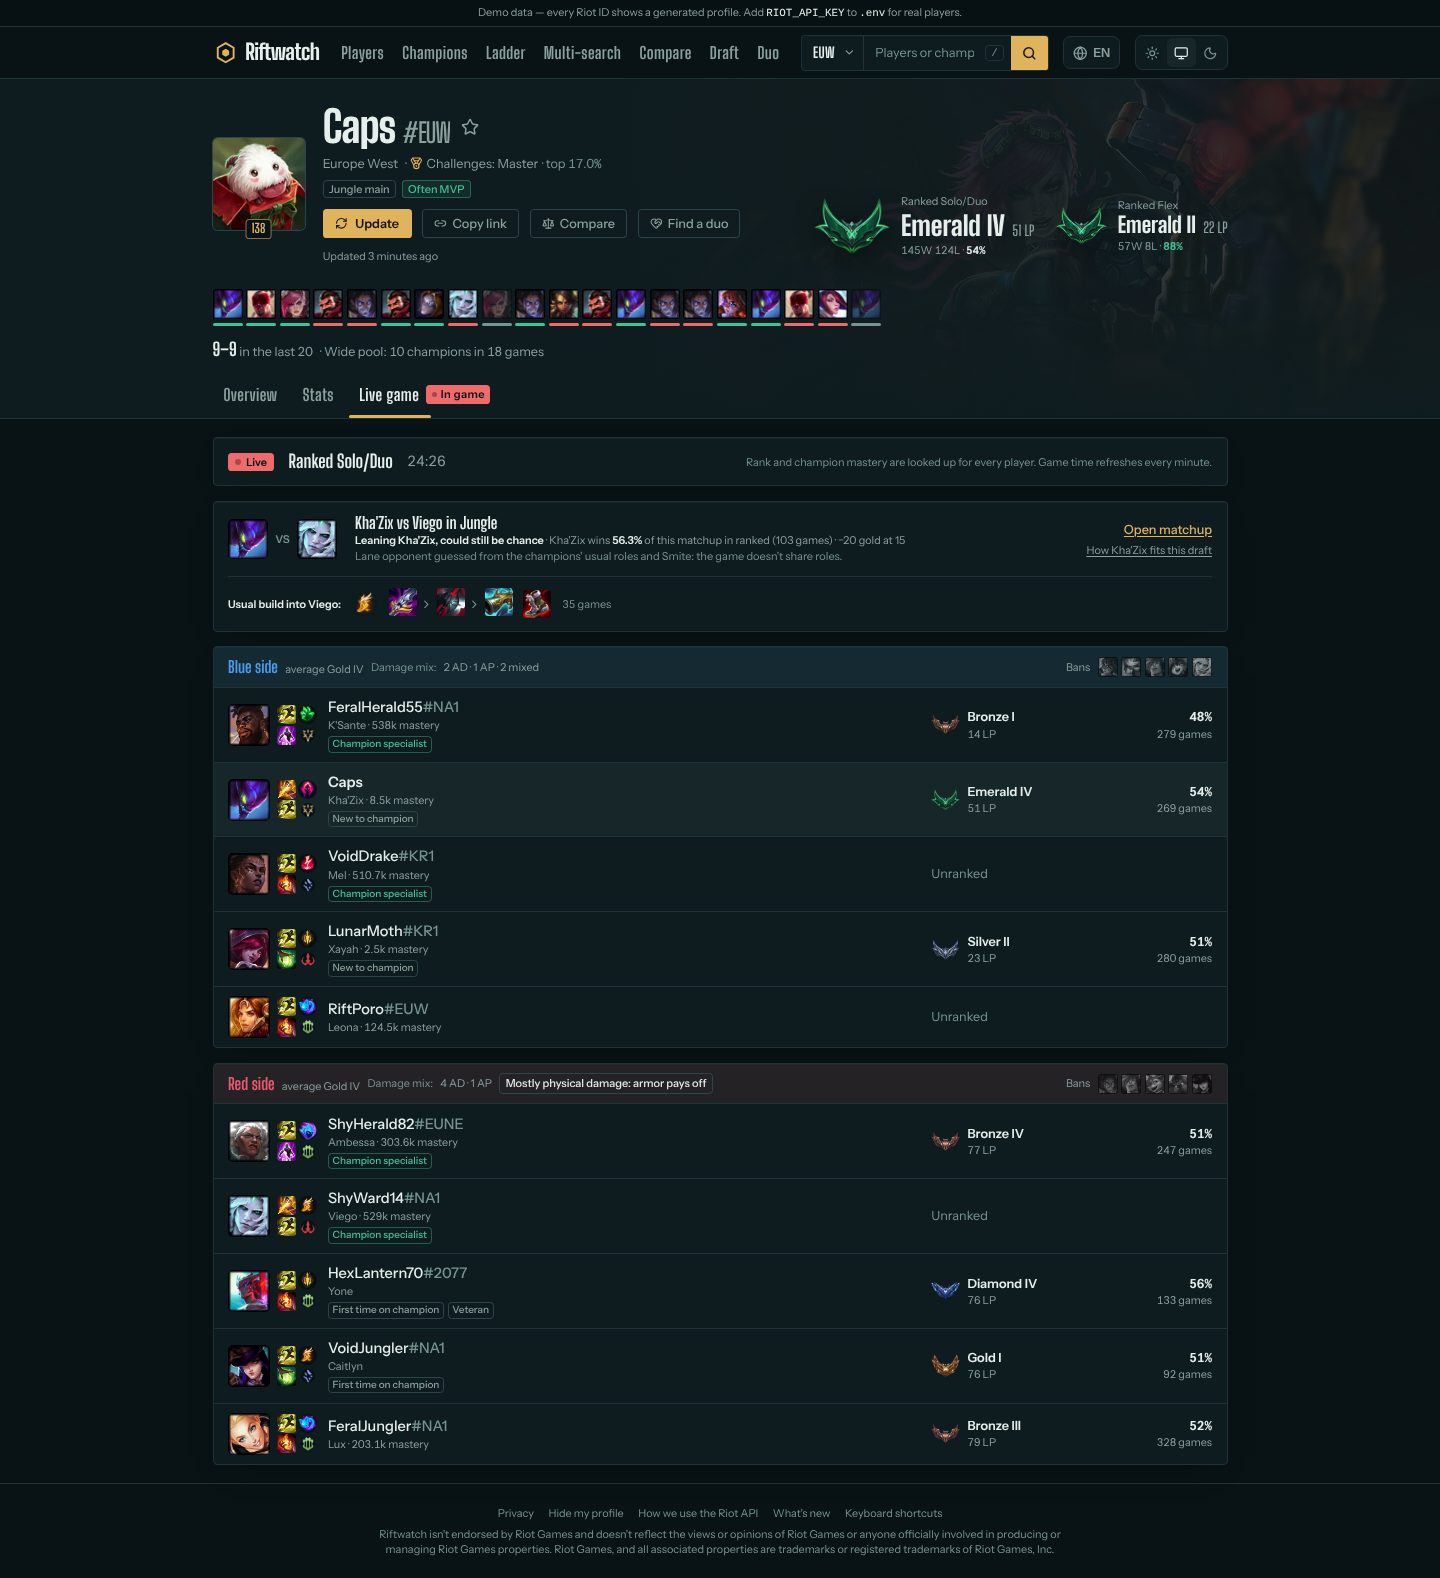 Demo data — every Riot ID shows a generated profile. Add RIOT_API_KEY to .env for real players.
Riftwatch Players Champions Ladder Multi-search Compare Draft Duo EUW Players or champ / EN
Caps #EUW
Europe West · Challenges: Master · top 17.0%
Jungle main Often MVP
138
Update Copy link Compare Find a duo
Updated 3 minutes ago
Ranked Solo/Duo
Emerald IV 51 LP
145W 124L · 54%
Ranked Flex
Emerald II 22 LP
57W 8L · 88%
9–9 in the last 20 · Wide pool: 10 champions in 18 games
Overview Stats Live game In game
Live Ranked Solo/Duo 24:26 Rank and champion mastery are looked up for every player. Game time refreshes every minute.
VS
Kha'Zix vs Viego in Jungle
Leaning Kha'Zix, could still be chance · Kha'Zix wins 56.3% of this matchup in ranked (103 games) · -20 gold at 15
Lane opponent guessed from the champions' usual roles and Smite: the game doesn't share roles.
Open matchup
How Kha'Zix fits this draft
Usual build into Viego: 35 games
Blue side average Gold IV Damage mix: 2 AD · 1 AP · 2 mixed Bans
FeralHerald55#NA1
K'Sante · 538k mastery
Champion specialist
Bronze I
14 LP
48%
279 games
Caps
Kha'Zix · 8.5k mastery
New to champion
Emerald IV
51 LP
54%
269 games
VoidDrake#KR1
Mel · 510.7k mastery
Champion specialist
Unranked
LunarMoth#KR1
Xayah · 2.5k mastery
New to champion
Silver II
23 LP
51%
280 games
RiftPoro#EUW
Leona · 124.5k mastery
Unranked
Red side average Gold IV Damage mix: 4 AD · 1 AP Mostly physical damage: armor pays off Bans
ShyHerald82#EUNE
Ambessa · 303.6k mastery
Champion specialist
Bronze IV
77 LP
51%
247 games
ShyWard14#NA1
Viego · 529k mastery
Champion specialist
Unranked
HexLantern70#2077
Yone
First time on champion Veteran
Diamond IV
76 LP
56%
133 games
VoidJungler#NA1
Caitlyn
First time on champion
Gold I
76 LP
51%
92 games
FeralJungler#NA1
Lux · 203.1k mastery
Bronze III
79 LP
52%
328 games
Privacy Hide my profile How we use the Riot API What's new Keyboard shortcuts
Riftwatch isn't endorsed by Riot Games and doesn't reflect the views or opinions of Riot Games or anyone officially involved in producing or
managing Riot Games properties. Riot Games, and all associated properties are trademarks or registered trademarks of Riot Games, Inc.